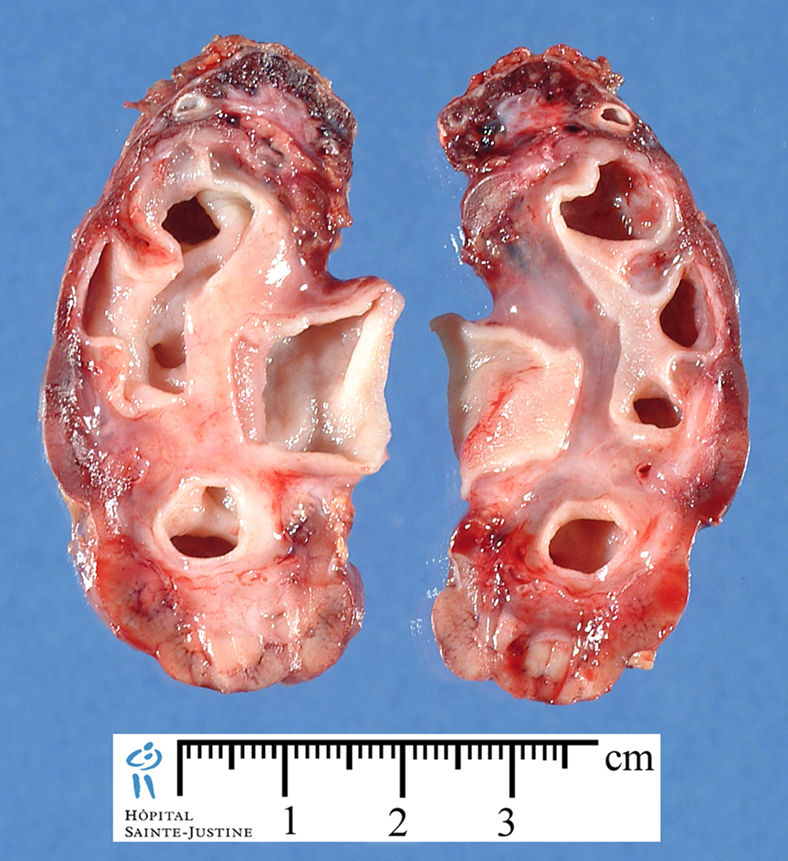 cm
1 2 3
HÔPITAL
SAINTE-JUSTINE